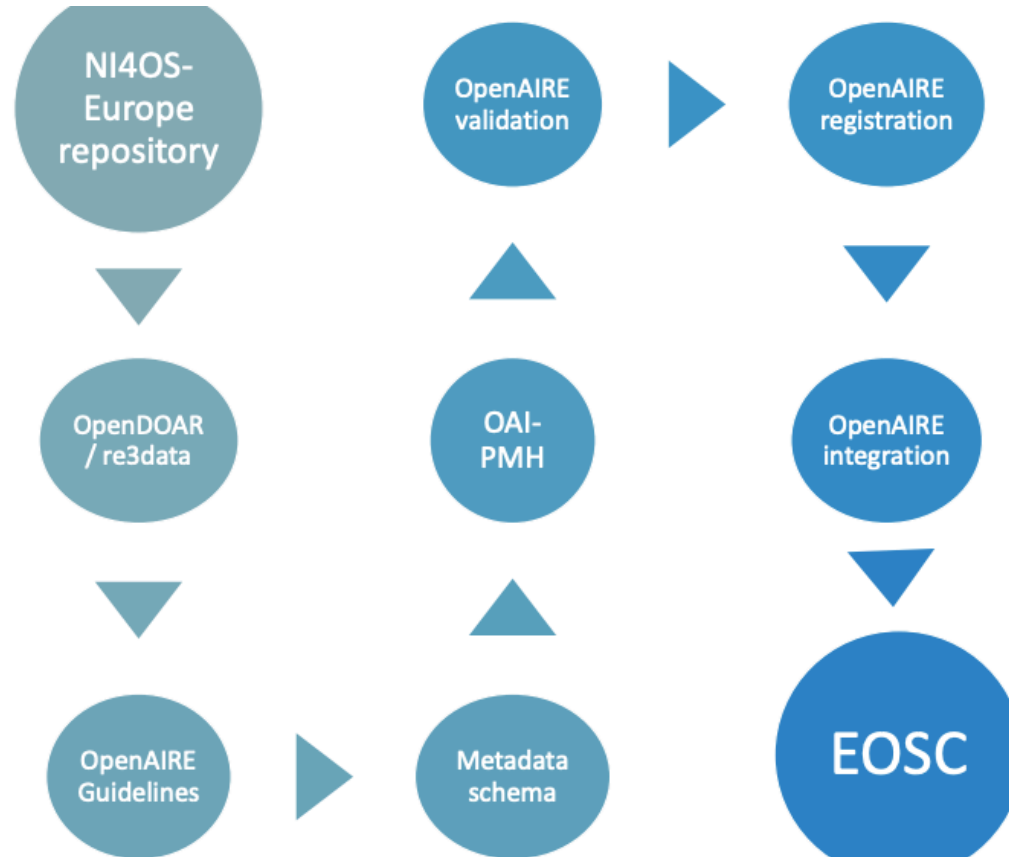 NI4OS-
Europe
repository
OpenDOAR
/ re3data
OpenAIRE
Guidelines
Metadata
schema
OAI-
PMH
OpenAIRE
validation
OpenAIRE
registration
OpenAIRE
integration
EOSC